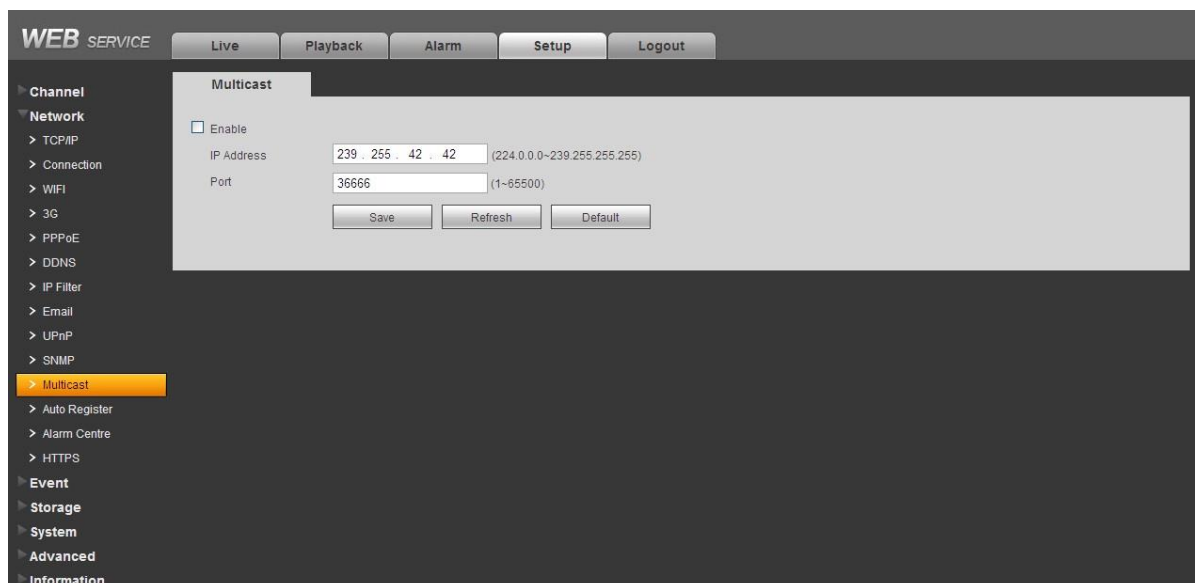 WEB SERVICE
Live
Playback
Alarm
Setup
Logout
Channel
Network
> TCP/IP
> Connection
> WIFI
> 3G
> PPPoE
> DDNS
> IP Filter
> Email
> UPnP
> SNMP
> Multicast
> Auto Register
> Alarm Centre
> HTTPS
Event
Storage
System
Advanced
Information
Multicast
Enable
IP Address 239 . 255 . 42 . 42 (224.0.0.0~239.255.255.255)
Port 36666 (1~65500)
Save Refresh Default